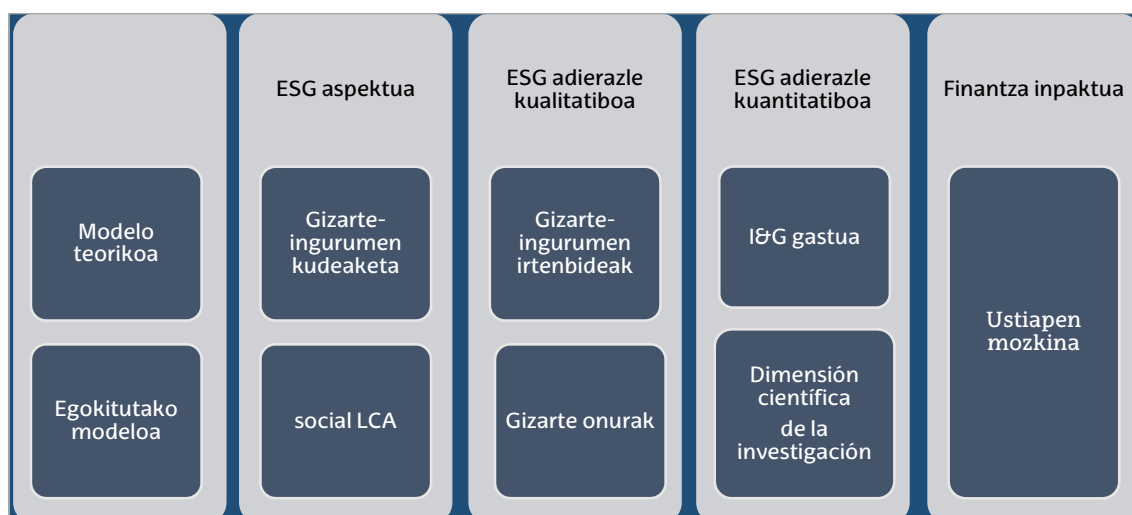 ESG aspektua
ESG adierazle
kualitatiboa
ESG adierazle
kuantitatiboa
Finantza inpaktua
Modelo
teorikoa
Gizarte-
ingurumen
kudeaketa
Gizarte-
ingurumen
irtenbideak
I&G gastua
Ustiapen
mozkina
Egokitutako
modeloa
social LCA
Gizarte onurak
Dimensión
científica
de la
investigación